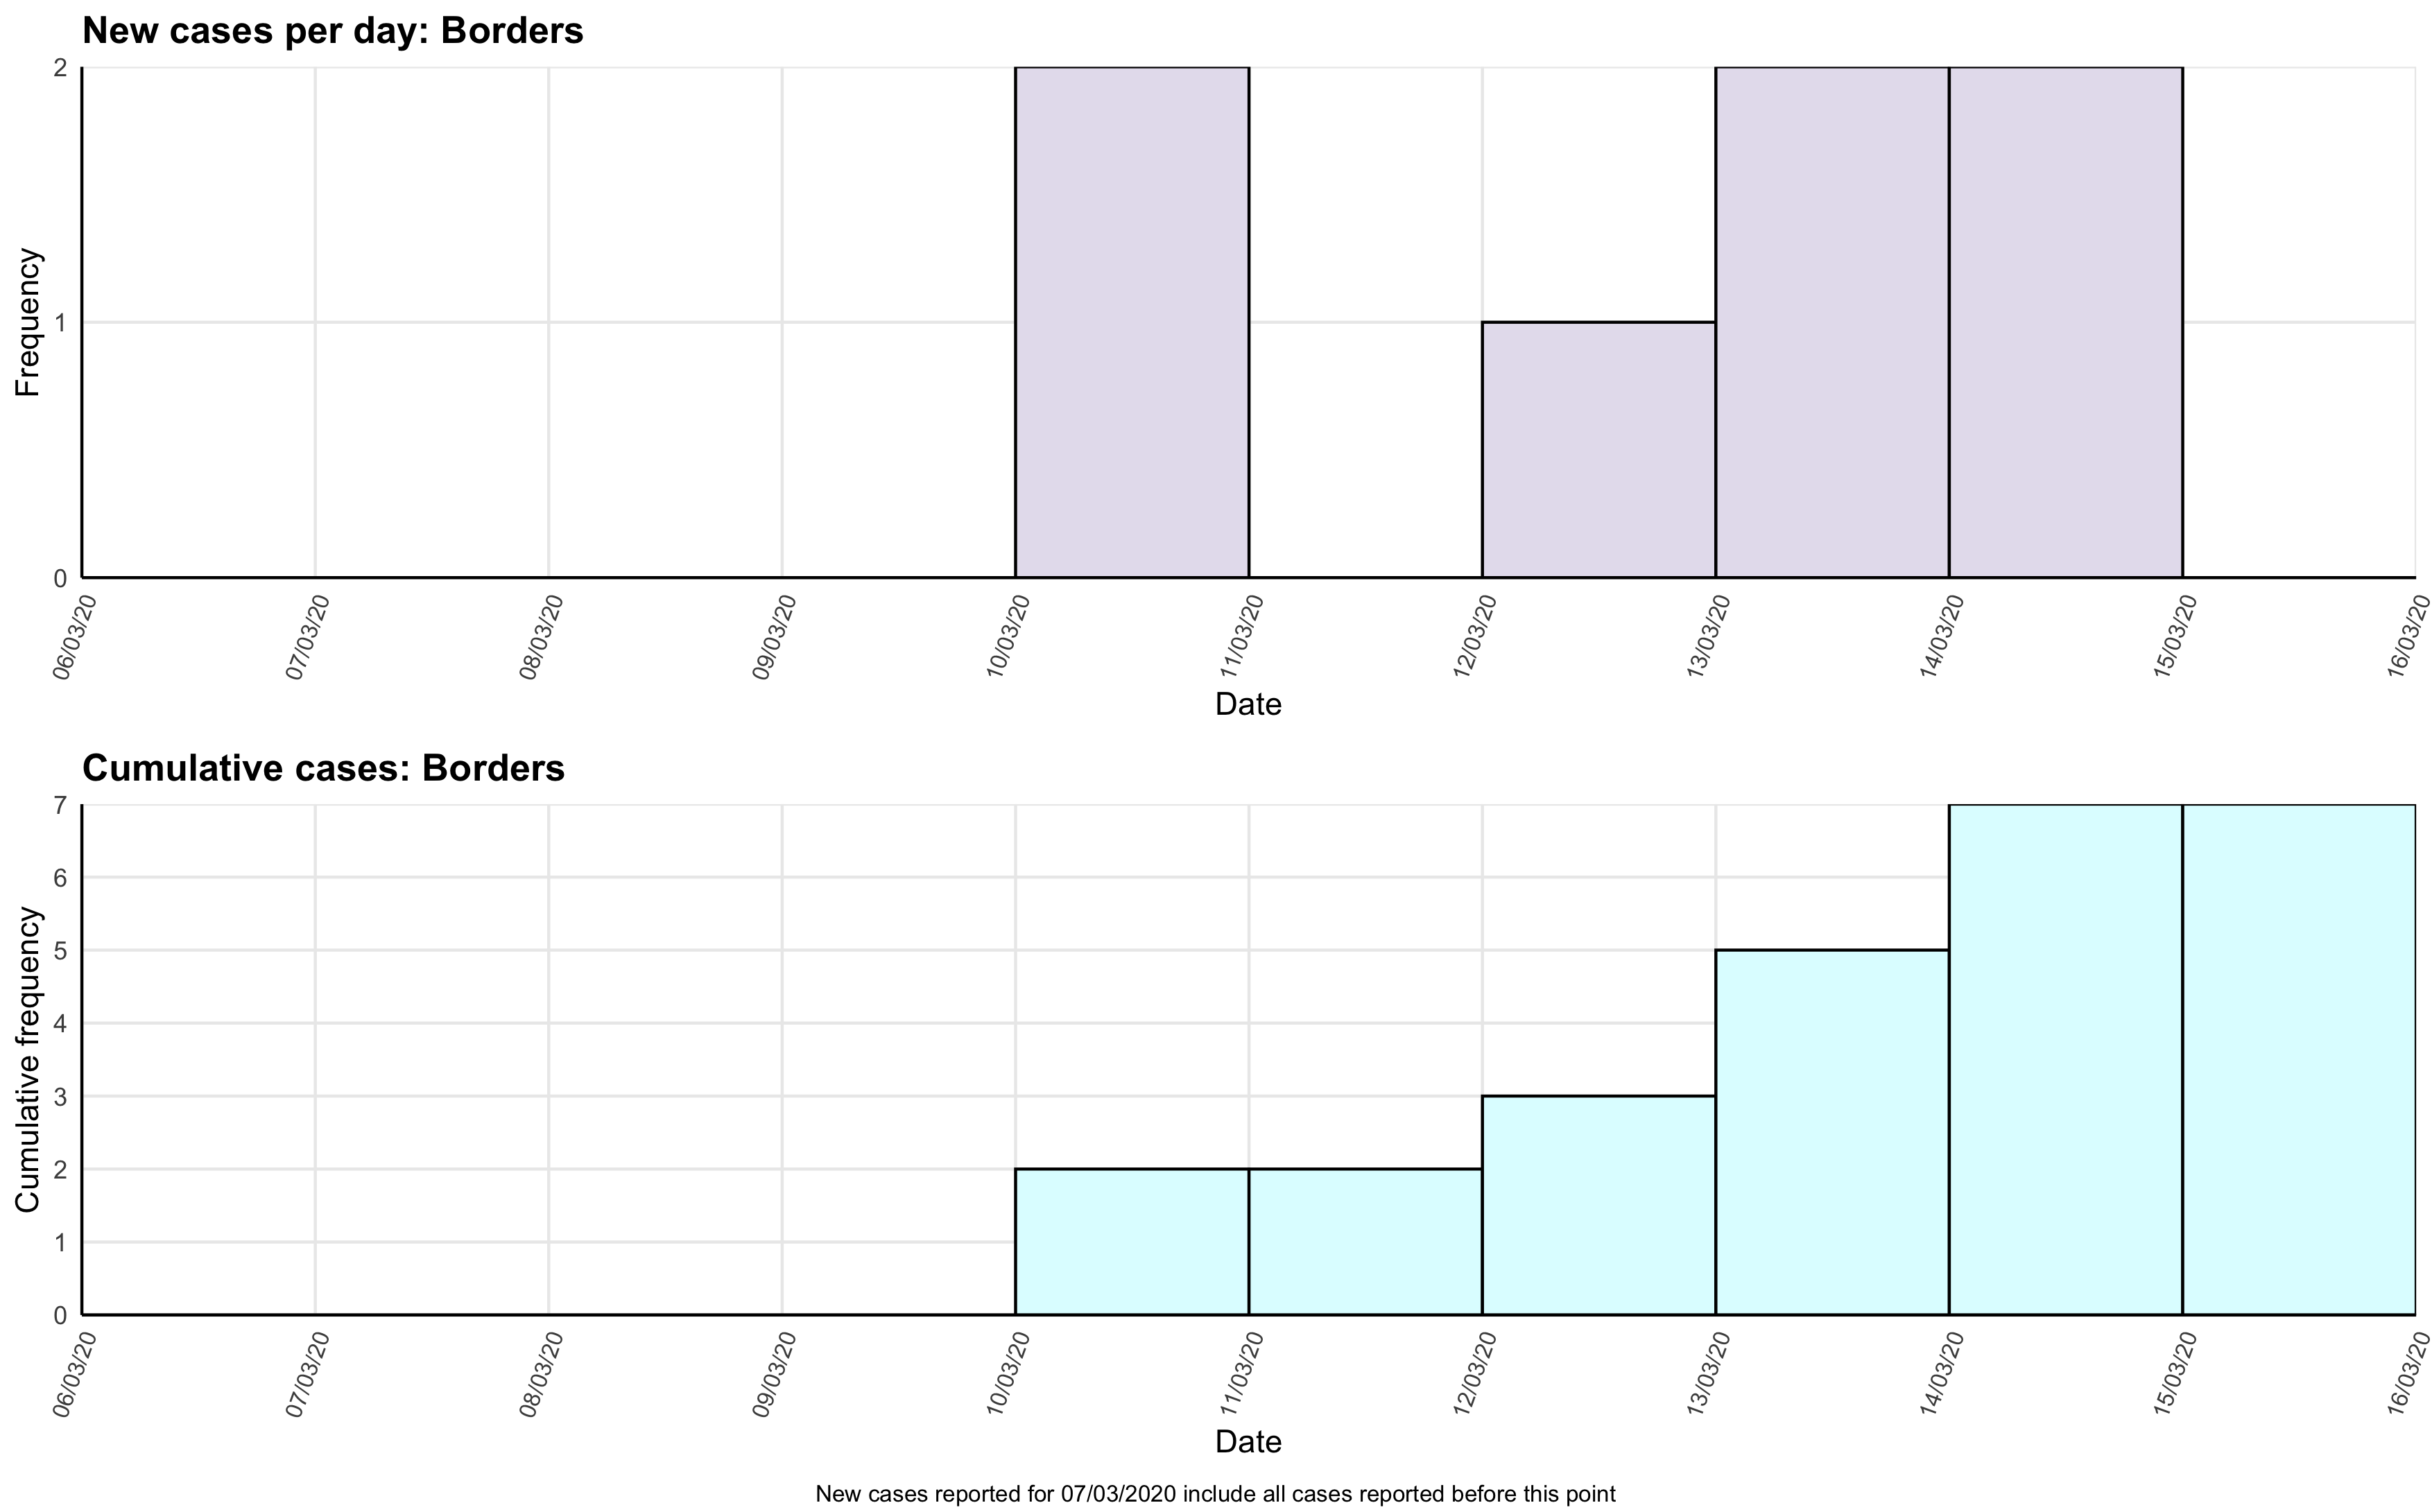 New cases per day: Borders
2
1
0
Frequency
06/03/20 07/03/20 08/03/20 09/03/20 10/03/20 11/03/20 12/03/20 13/03/20 14/03/20 15/03/20 16/03/20
Date
Cumulative cases: Borders
7
6
5
4
3
2
1
0
Cumulative frequency
06/03/20 07/03/20 08/03/20 09/03/20 10/03/20 11/03/20 12/03/20 13/03/20 14/03/20 15/03/20 16/03/20
Date
New cases reported for 07/03/2020 include all cases reported before this point